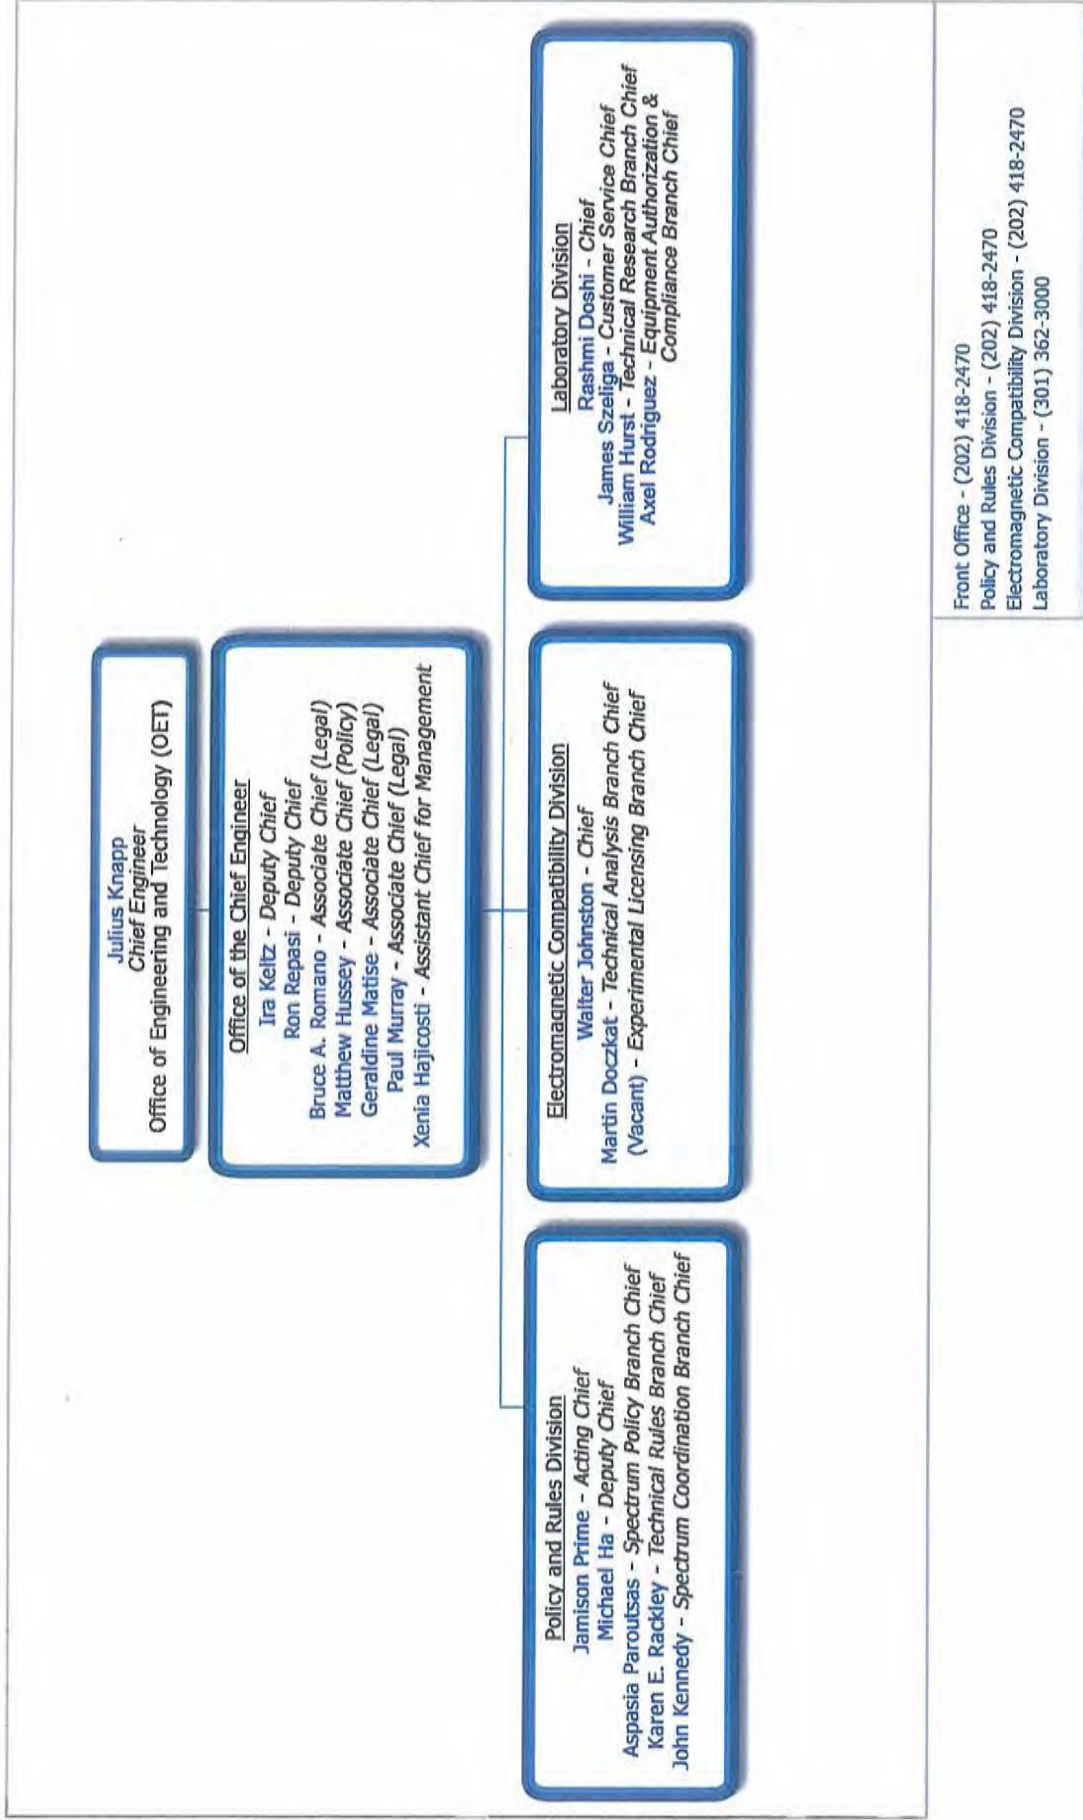 Julius Knapp
Chief Engineer
Office of Engineering and Technology (OET)
Office of the Chief Engineer
Ira Keltz - Deputy Chief
Ron Repasi - Deputy Chief
Bruce A. Romano - Associate Chief (Legal)
Matthew Hussey - Associate Chief (Policy)
Geraldine Matise - Associate Chief (Legal)
Paul Murray - Associate Chief (Legal)
Xenia Hajicosti - Assistant Chief for Management
Policy and Rules Division
Jamison Prime - Acting Chief
Michael Ha - Deputy Chief
Aspasia Paroutsas - Spectrum Policy Branch Chief
Karen E. Rackley - Technical Rules Branch Chief
John Kennedy - Spectrum Coordination Branch Chief
Electromagnetic Compatibility Division
Walter Johnston - Chief
Martin Doczkat - Technical Analysis Branch Chief
(Vacant) - Experimental Licensing Branch Chief
Laboratory Division
Rashmi Doshi - Chief
James Szeliga - Customer Service Chief
William Hurst - Technical Research Branch Chief
Axel Rodriguez - Equipment Authorization &
Compliance Branch Chief
Front Office - (202) 418-2470
Policy and Rules Division - (202) 418-2470
Electromagnetic Compatibility Division - (202) 418-2470
Laboratory Division - (301) 362-3000